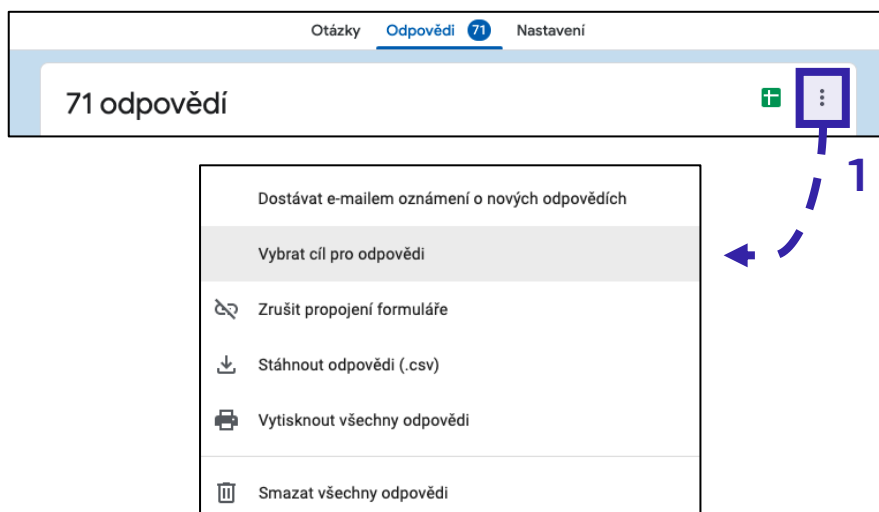 Otázky Odpovědi 71 Nastavení
71 odpovědí
1
Dostávat e-mailem oznámení o nových odpovědích
Vybrat cíl pro odpovědi
Zrušit propojení formuláře
Stáhnout odpovědi (.csv)
Vytisknout všechny odpovědi
Smazat všechny odpovědi